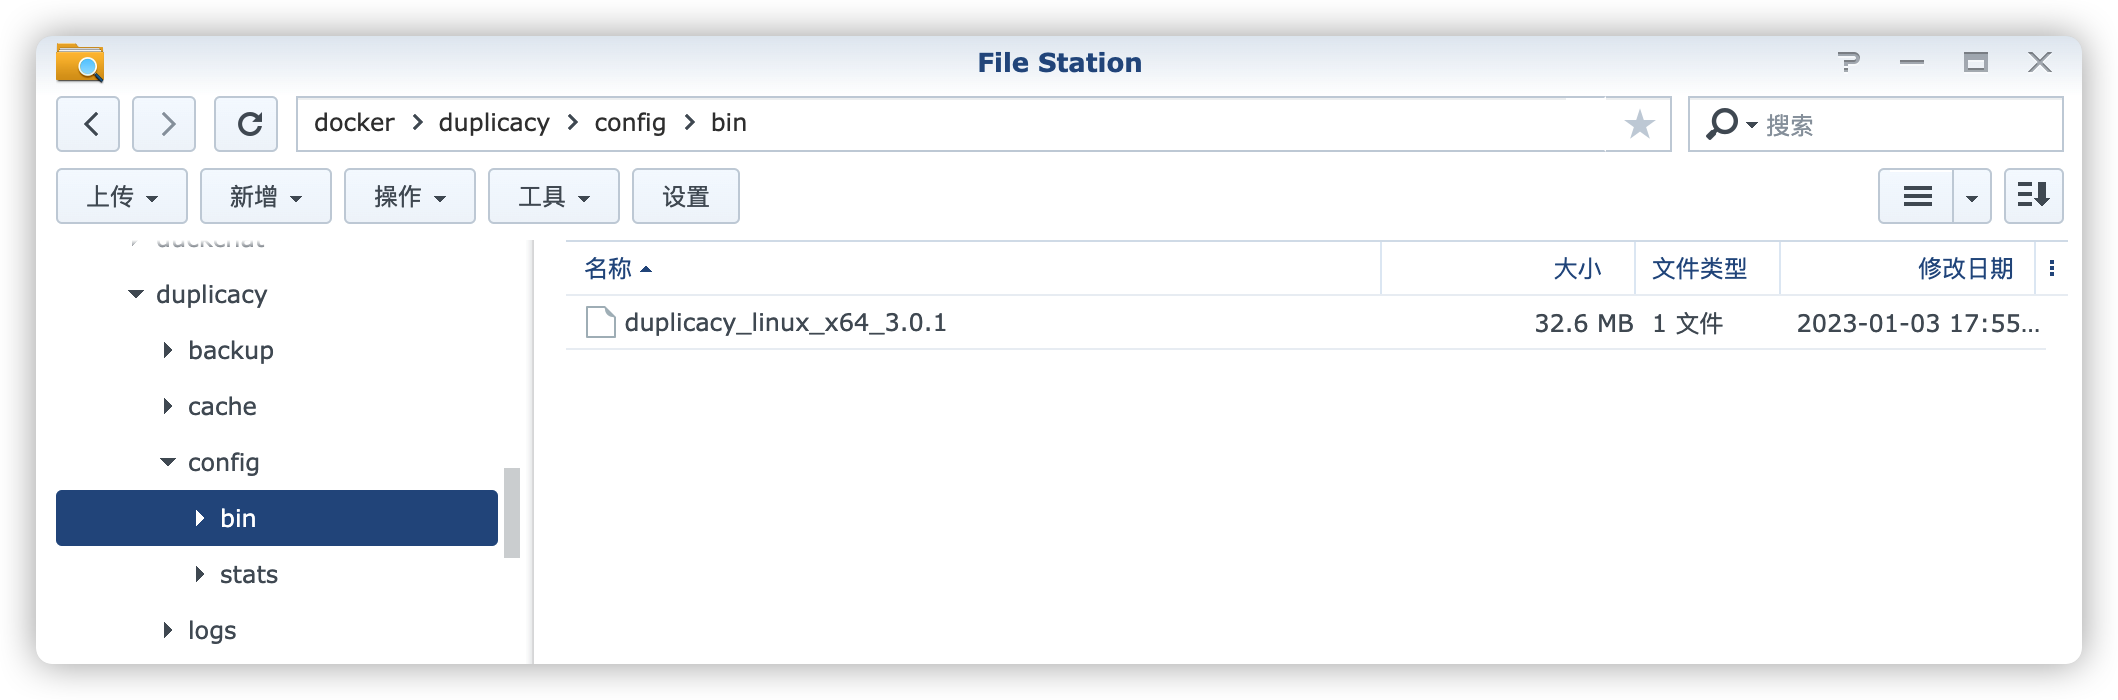 File Station
docker > duplicacy > config > bin
搜索
上传 新增 操作 工具 设置
duplicacy
backup
cache
config
bin
stats
logs
名称 大小 文件类型 修改日期
duplicacy_linux_x64_3.0.1 32.6 MB 1 文件 2023-01-03 17:55...